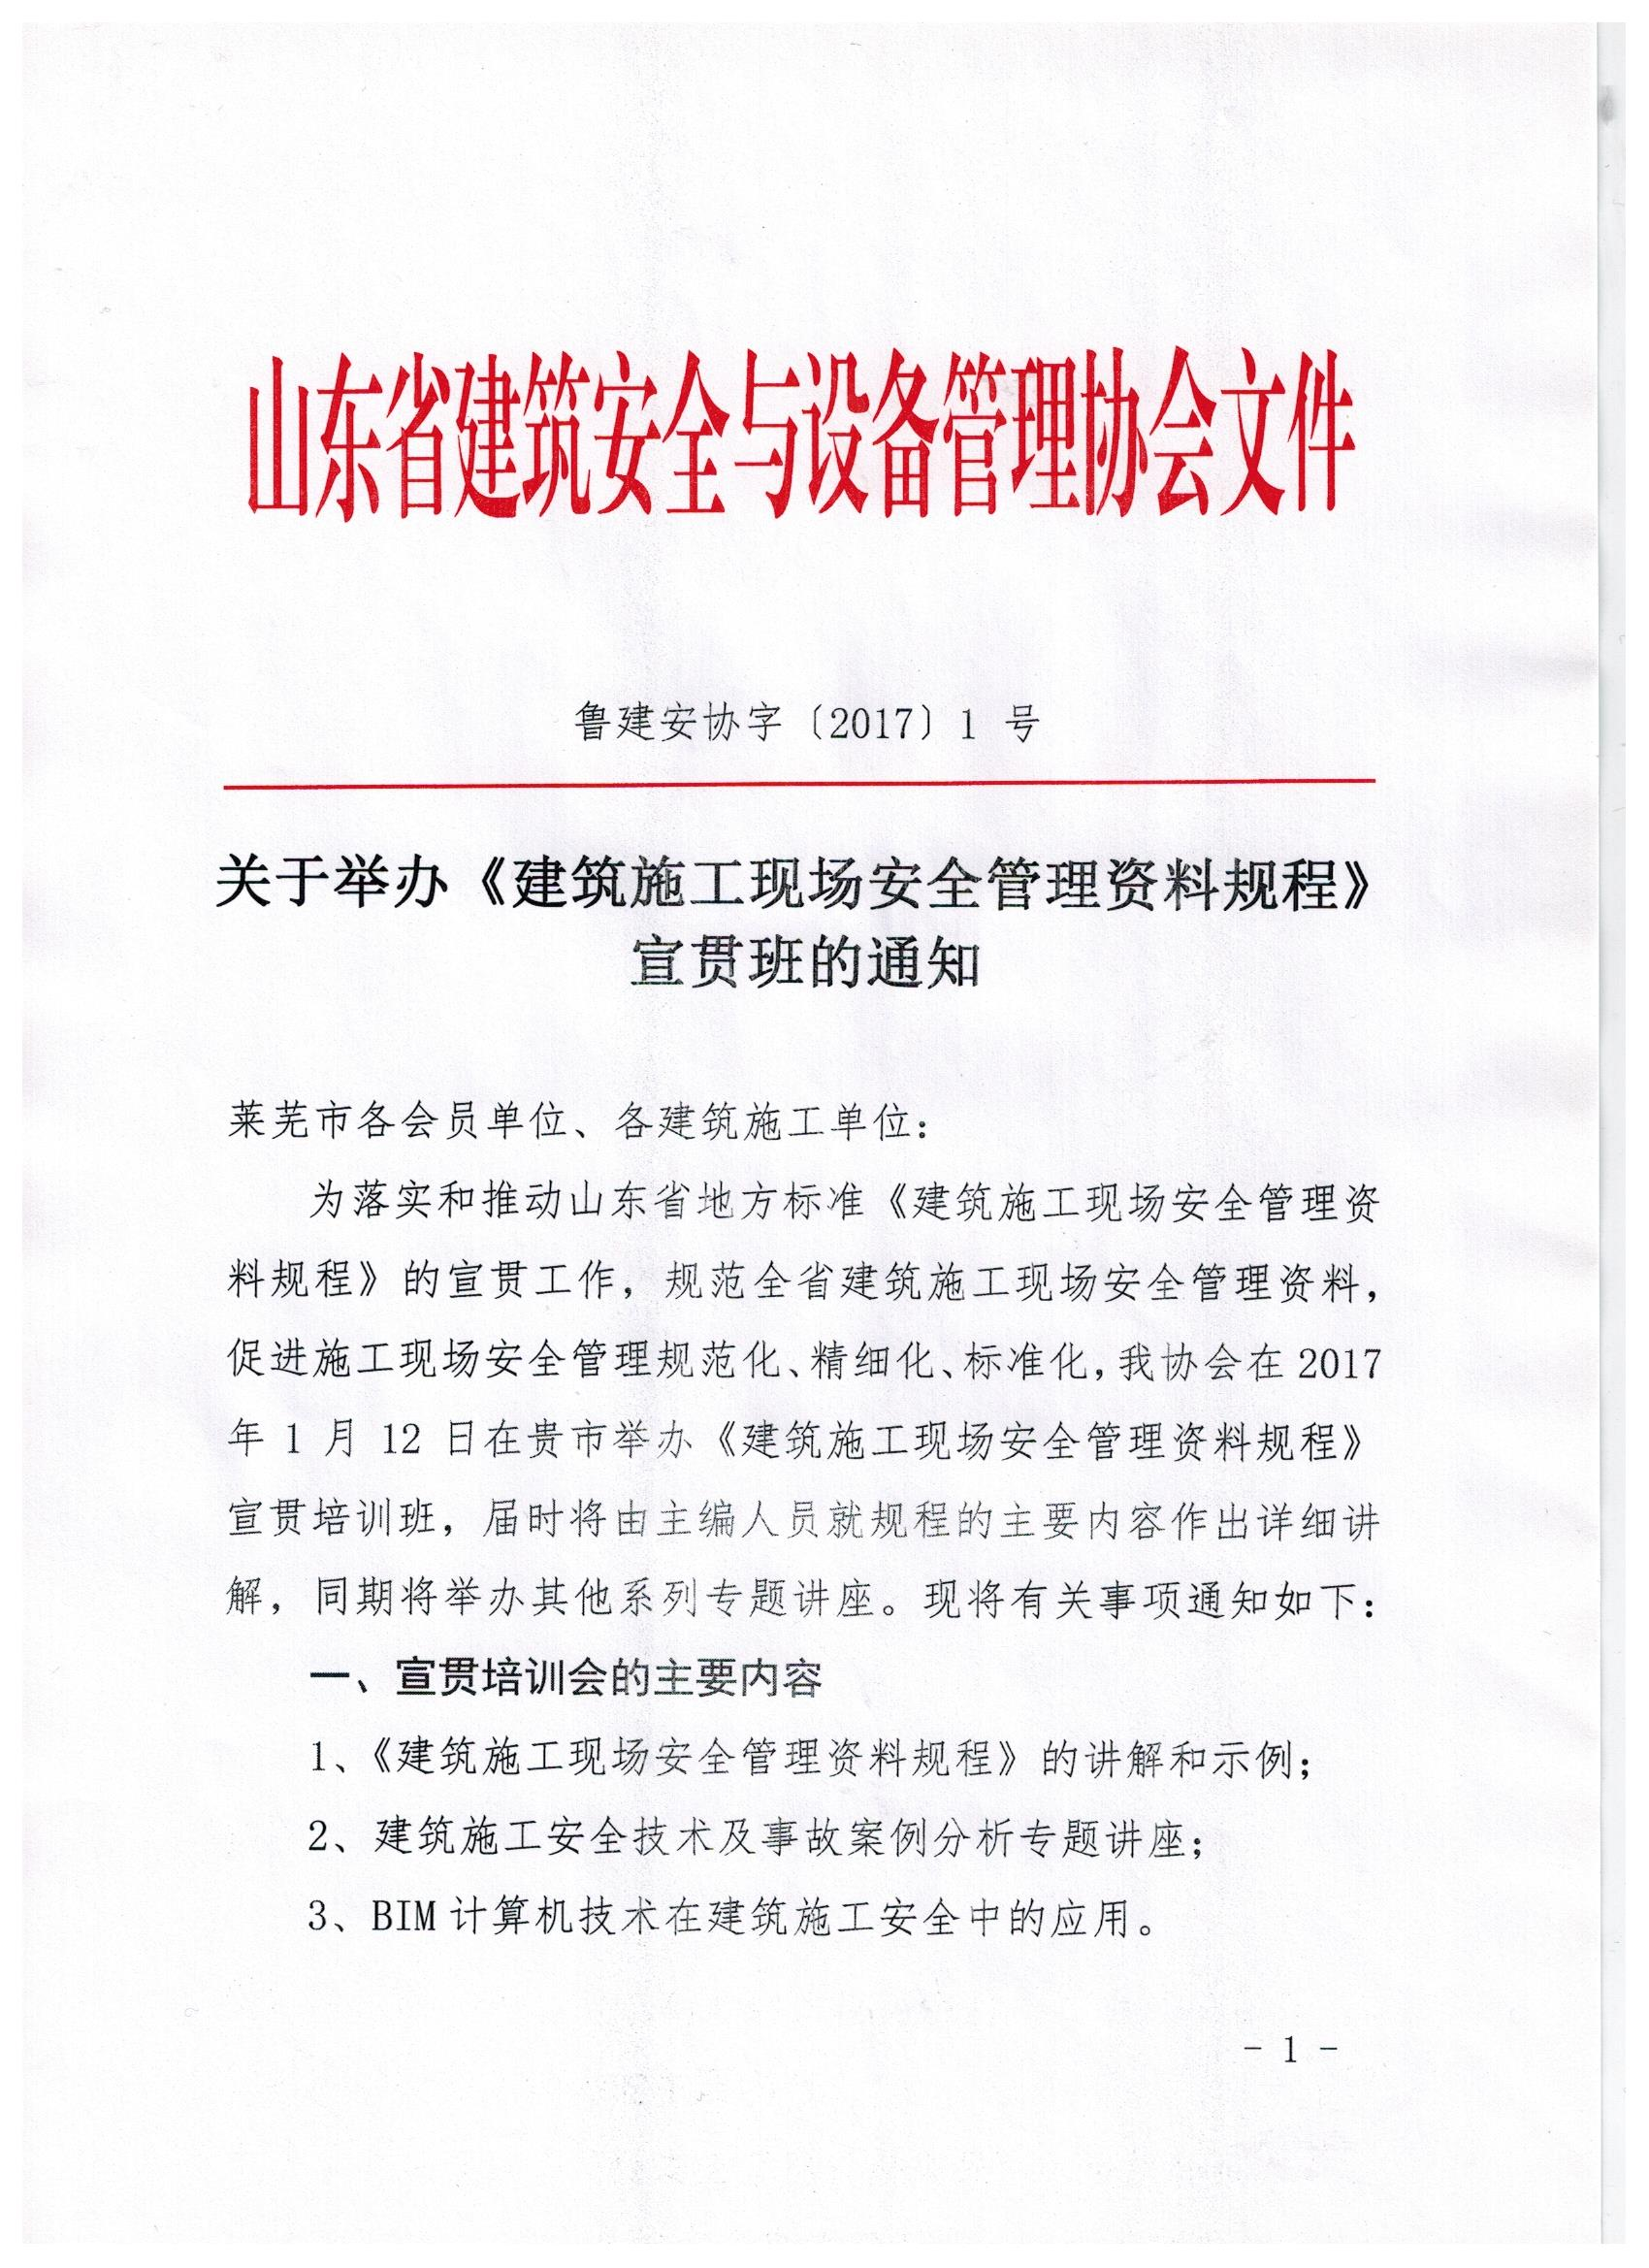 山东省建筑安全与设备管理协会文件
鲁建安协字〔2017〕1 号
关于举办《建筑施工现场安全管理资料规程》
宣贯班的通知
莱芜市各会员单位、各建筑施工单位：
为落实和推动山东省地方标准《建筑施工现场安全管理资
料规程》的宣贯工作，规范全省建筑施工现场安全管理资料，
促进施工现场安全管理规范化、精细化、标准化，我协会在 2017
年 1 月 12 日在贵市举办《建筑施工现场安全管理资料规程》
宣贯培训班，届时将由主编人员就规程的主要内容作出详细讲
解，同期将举办其他系列专题讲座。现将有关事项通知如下：
一、宣贯培训会的主要内容
1、《建筑施工现场安全管理资料规程》的讲解和示例；
2、建筑施工安全技术及事故案例分析专题讲座；
3、BIM 计算机技术在建筑施工安全中的应用。
- 1 -